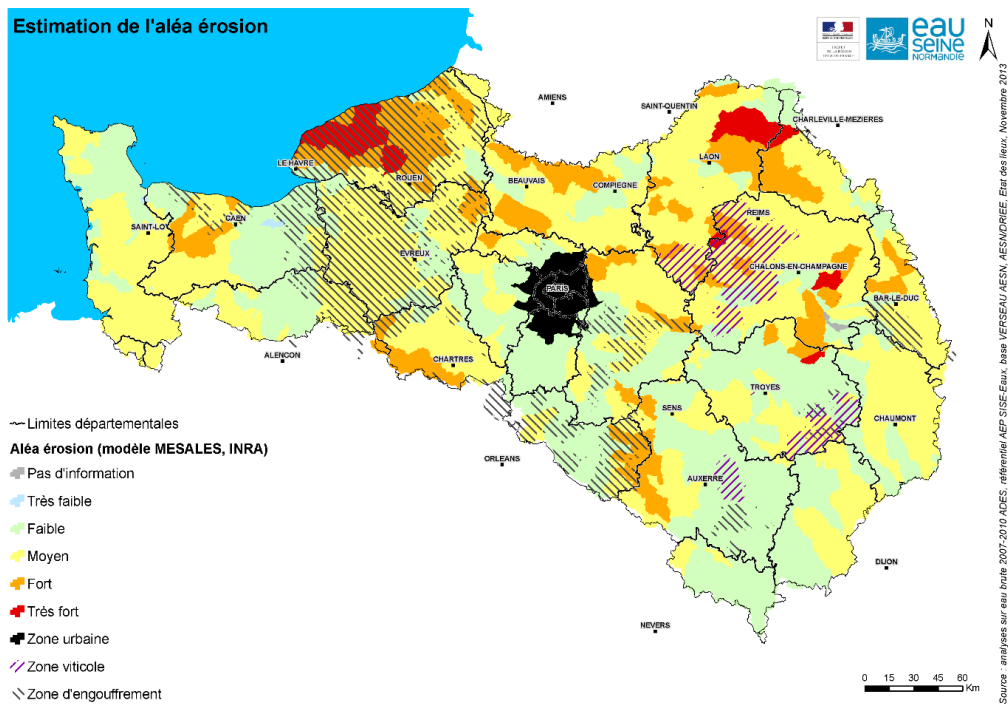 Estimation de l'aléa érosion
eau
SEINE
NORMANDIE
N
AMIENS
SAINT-QUENTIN
CHARLEVILLE-MEZIERES
LAON
LE HAVRE
ROUEN
BEAUVAIS
COMPIEGNE
REIMS
SAINT-LO
CAEN
EVREUX
CHALONS-EN-CHAMPAGNE
PARIS
BAR-LE-DUC
ALENCON
CHARTRES
TROYES
SENS
CHAUMONT
ORLEANS
AUXERRE
DIJON
NEVERS
Limites départementales
Aléa érosion (modèle MESALES, INRA)
Pas d'information
Très faible
Faible
Moyen
Fort
Très fort
Zone urbaine
Zone viticole
Zone d'engouffrement
0 15 30 45 60
Km
Source : analyses sur eau brute 2007-2010 ADES, référentiel AEP SISE-Eaux, base VERSEAU AESN, AESN/DRIEE, Etat des lieux, Novembre 2013